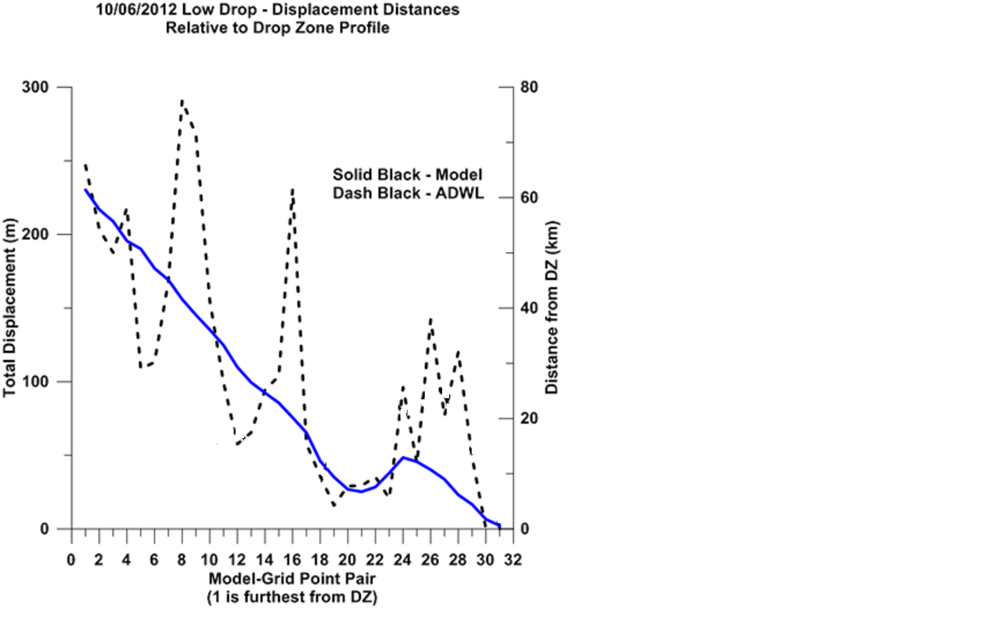 10/06/2012 Low Drop - Displacement Distances
Relative to Drop Zone Profile
300
200
100
0
Total Displacement (m)
Solid Black - Model
Dash Black - ADWL
80
60
40
20
0
Distance from DZ (km)
0 2 4 6 8 10 12 14 16 18 20 22 24 26 28 30 32
Model-Grid Point Pair
(1 is furthest from DZ)